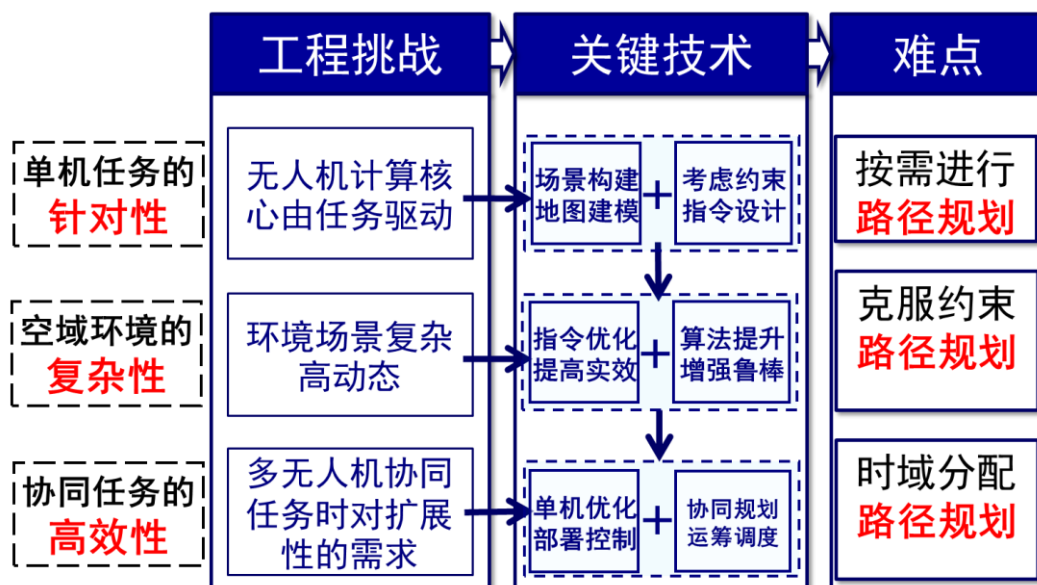 工程挑战
关键技术
难点
单机任务的
针对性
无人机计算核
心由任务驱动
场景构建
地图建模
+
考虑约束
指令设计
按需进行
路径规划
空域环境的
复杂性
环境场景复杂
高动态
指令优化
提高实效
+
算法提升
增强鲁棒
克服约束
路径规划
协同任务的
高效性
多无人机协同
任务时对扩展
性的需求
单机优化
部署控制
+
协同规划
运筹调度
时域分配
路径规划